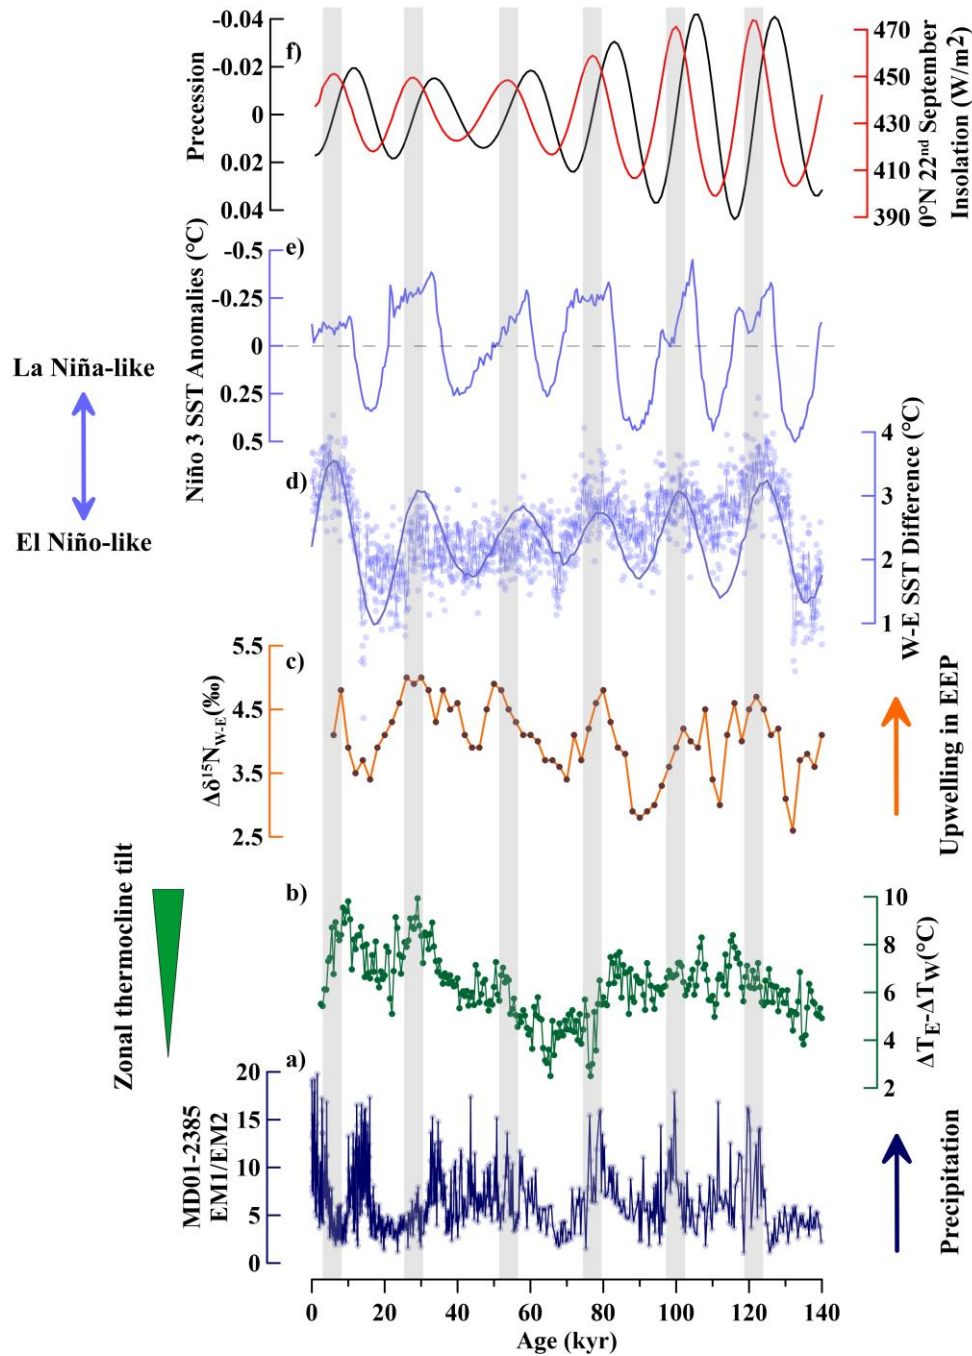 f)
Precession
-0.04
-0.02
0
0.02
0.04
470
450
430
410
390
0°N 22nd September
Insolation (W/m2)
e)
Niño 3 SST Anomalies (°C)
-0.5
-0.25
0
0.25
0.5
La Niña-like
El Niño-like
d)
4
3
2
1
W-E SST Difference (°C)
c)
Δδ¹⁵N_W-E(‰)
5.5
4.5
3.5
2.5
Upwelling in EEP
b)
Zonal thermocline tilt
10
8
6
4
2
ΔT_E-ΔT_W(°C)
a)
MD01-2385
EM1/EM2
20
15
10
5
0
Precipitation
0 20 40 60 80 100 120 140
Age (kyr)